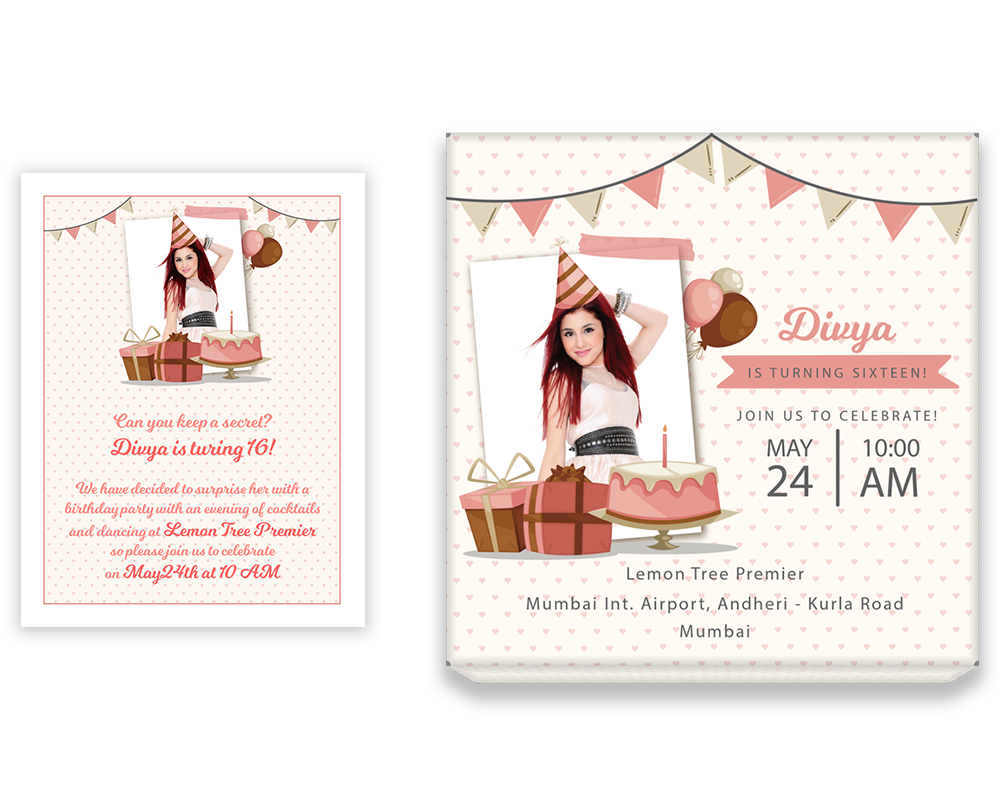 Can you keep a secret?
Divya is turing 16!
We have decided to surprise her with a
birthday party with an evening of cocktails
and dancing at Lemon Tree Premier
so please join us to celebrate
on May24th at 10 AM
Divya
IS TURNING SIXTEEN!
JOIN US TO CELEBRATE!
MAY
24
10:00
AM
Lemon Tree Premier
Mumbai Int. Airport, Andheri - Kurla Road
Mumbai